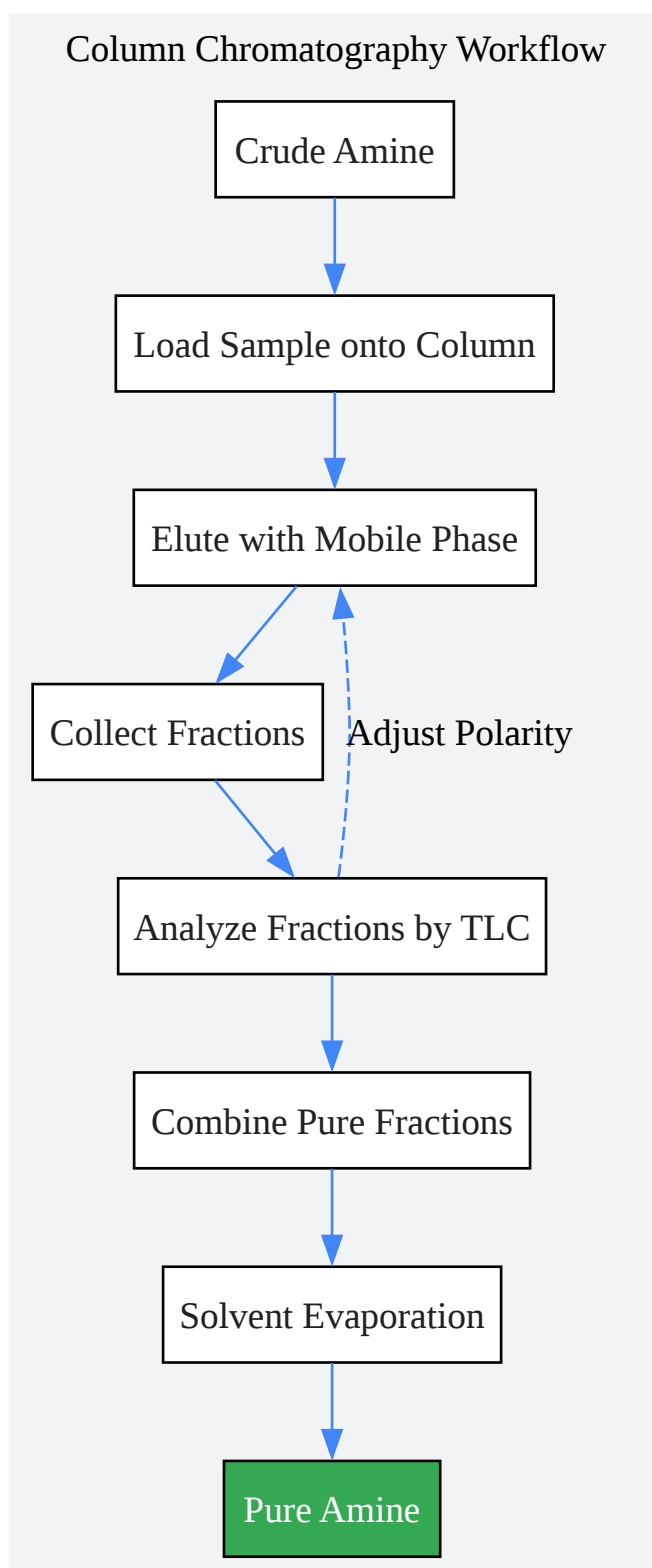 Column Chromatography Workflow
Crude Amine
Load Sample onto Column
Elute with Mobile Phase
Collect Fractions
Adjust Polarity
Analyze Fractions by TLC
Combine Pure Fractions
Solvent Evaporation
Pure Amine